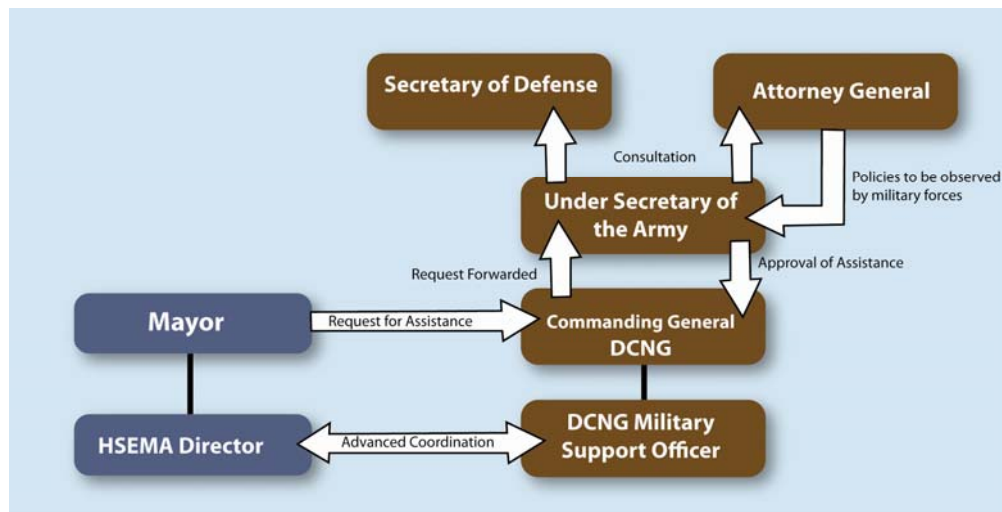 Secretary of Defense
Attorney General
Consultation
Policies to be observed
by military forces
Under Secretary of
the Army
Request Forwarded
Approval of Assistance
Mayor
Request for Assistance
Commanding General
DCNG
HSEMA Director
Advanced Coordination
DCNG Military
Support Officer